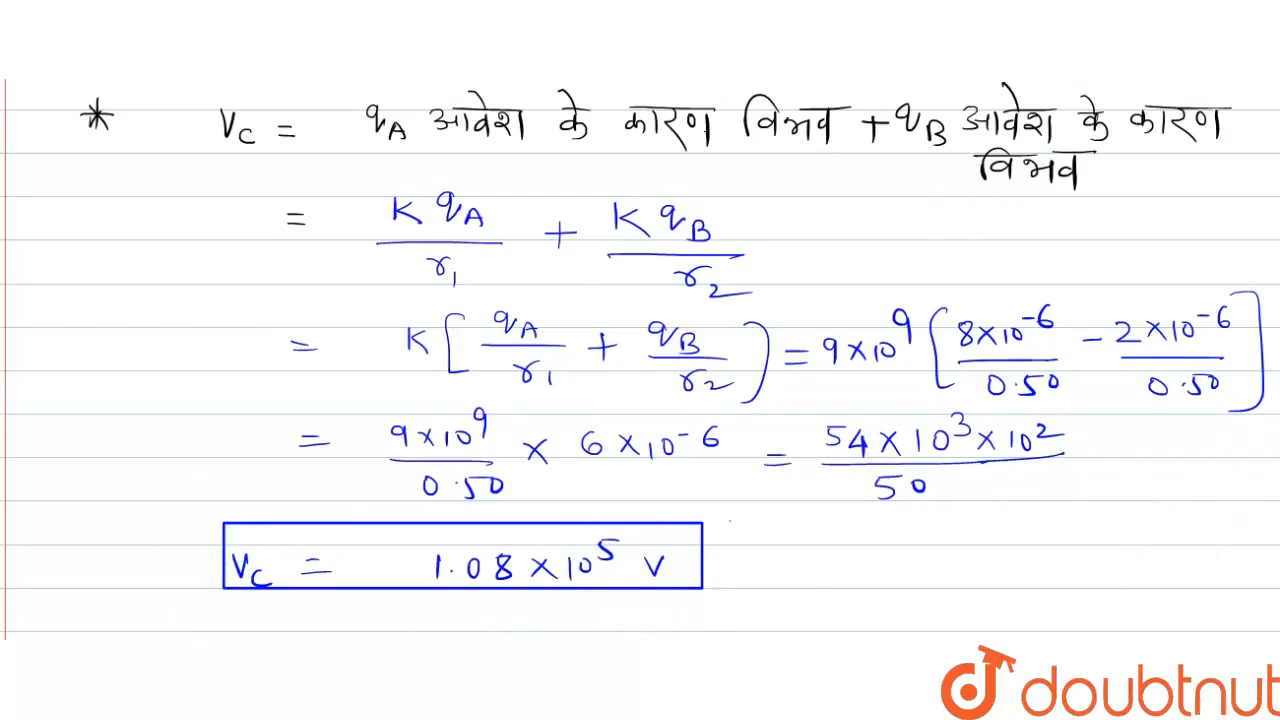 * V_C = q_A आवेश के कारण विभव + q_B आवेश के कारण
विभव
= K q_A / r_1 + K q_B / r_2
= K [ q_A / r_1 + q_B / r_2 ] = 9×10^9 [ 8×10^-6 / 0.50 - 2×10^-6 / 0.50 ]
= 9×10^9 / 0.50 × 6×10^-6 = 54×10^3×10^2 / 50
V_C = 1.08×10^5 V
doubtnut